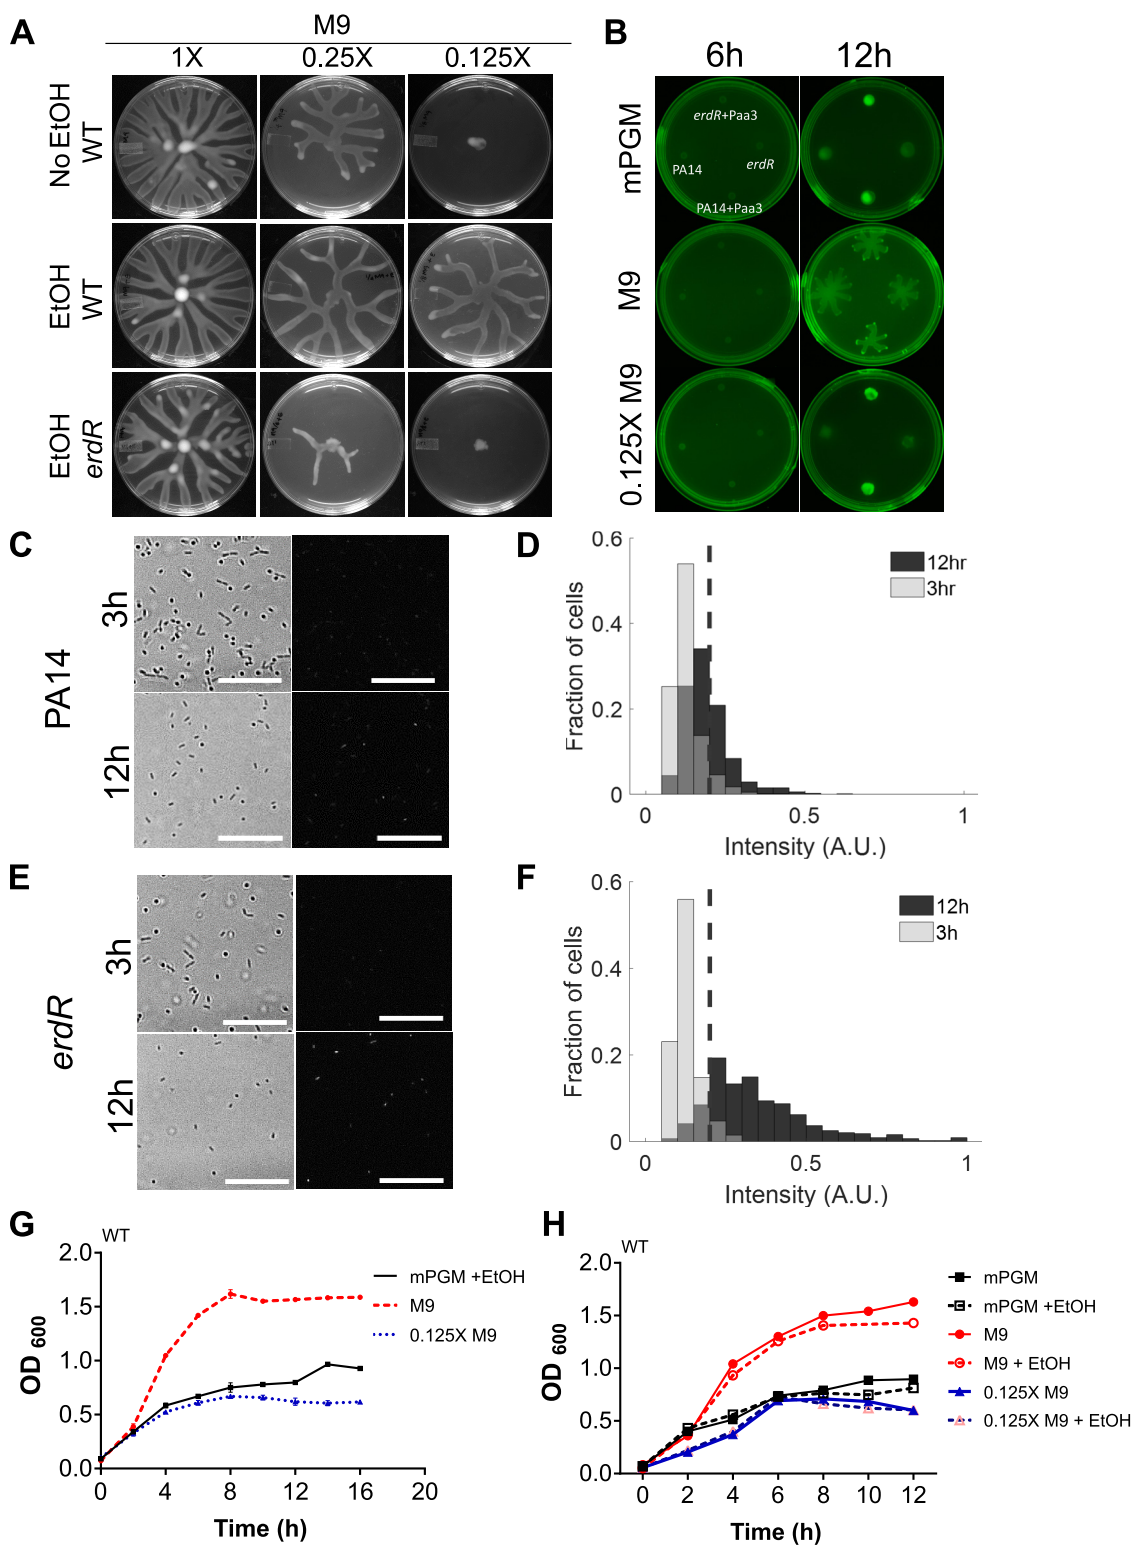 A
M9
1X
0.25X
0.125X
No EtOH
WT
EtOH
WT
EtOH
erdR
B
6h
12h
mPGM
M9
0.125X M9
erdR+Paa3
PA14
erdR
PA14+Paa3
C
PA14
3h
12h
D
0.6
0.4
0.2
0
Fraction of cells
12hr
3hr
0
0.5
1
Intensity (A.U.)
E
erdR
3h
12h
F
0.6
0.4
0.2
0
Fraction of cells
12h
3h
0
0.5
1
Intensity (A.U.)
G
WT
2.0
1.5
1.0
0.5
0.0
OD 600
0 4 8 12 16 20
Time (h)
mPGM +EtOH
M9
0.125X M9
H
WT
2.0
1.5
1.0
0.5
0.0
OD 600
0 2 4 6 8 10 12
Time (h)
mPGM
mPGM +EtOH
M9
M9 + EtOH
0.125X M9
0.125X M9 + EtOH